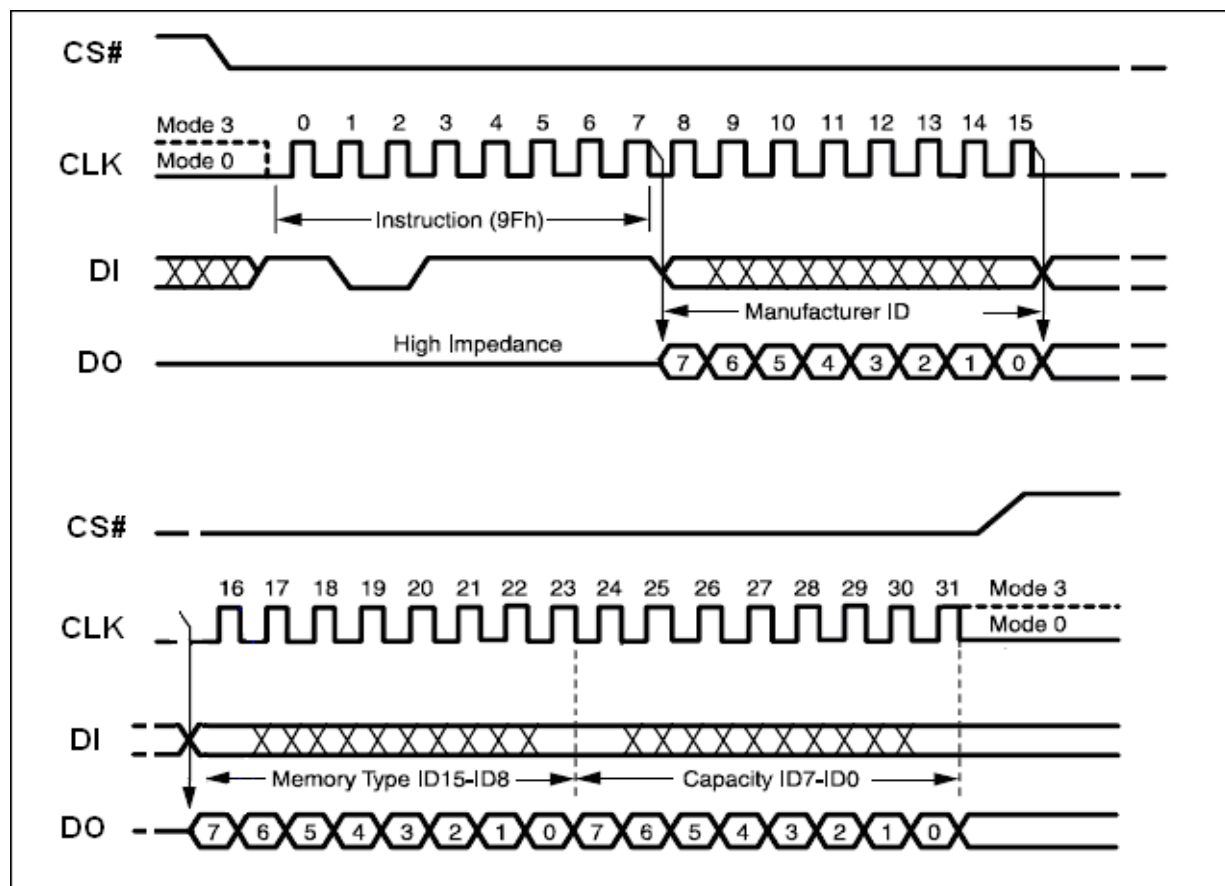 CS#
Mode 3
0 1 2 3 4 5 6 7 8 9 10 11 12 13 14 15
CLK
Mode 0
Instruction (9Fh)
DI
Manufacturer ID
High Impedance
DO
7 6 5 4 3 2 1 0
CS#
16 17 18 19 20 21 22 23 24 25 26 27 28 29 30 31
Mode 3
CLK
Mode 0
DI
Memory Type ID15-ID8
Capacity ID7-ID0
DO
7 6 5 4 3 2 1 0 7 6 5 4 3 2 1 0